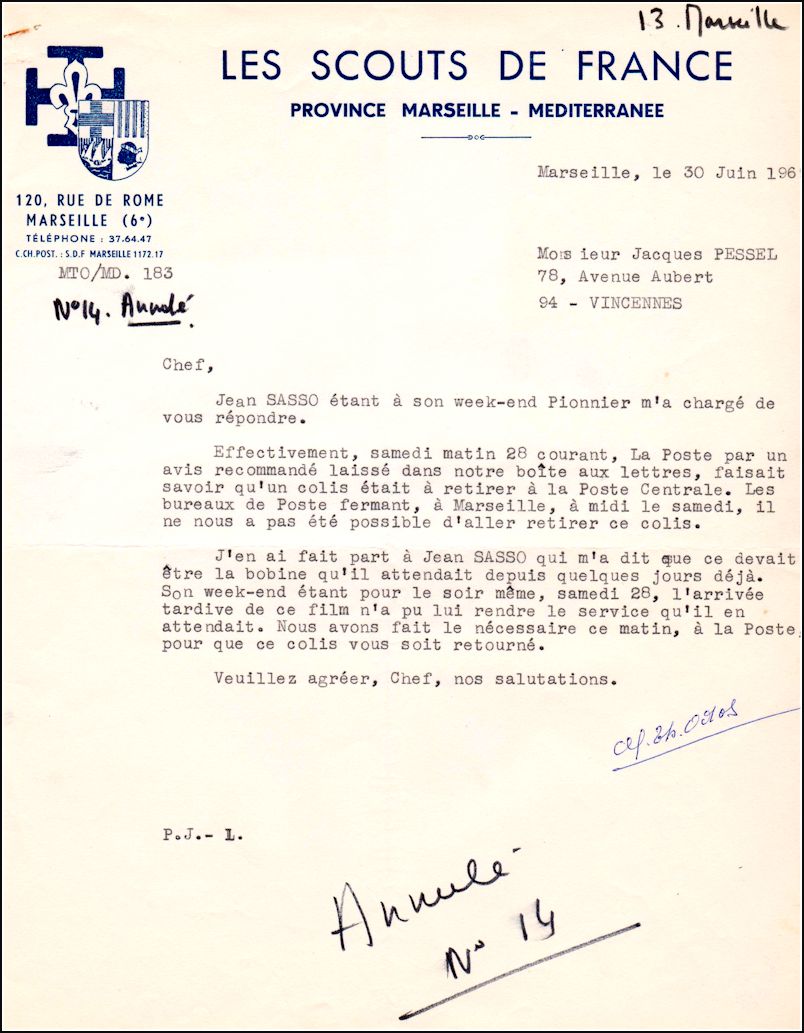 13. Marseille
LES SCOUTS DE FRANCE
PROVINCE MARSEILLE - MEDITERRANEE
120, RUE DE ROME
MARSEILLE (6e)
TÉLÉPHONE : 37.64.47
C.CH.POST. : S.D.F MARSEILLE 1172.17
MTO/MD. 183
N° 14. Annulé
Marseille, le 30 Juin 196
Monsieur Jacques PESSEL
78, Avenue Aubert
94 - VINCENNES
Chef,
Jean SASSO étant à son week-end Pionnier m'a chargé de
vous répondre.
Effectivement, samedi matin 28 courant, La Poste par un
avis recommandé laissé dans notre boîte aux lettres, faisait
savoir qu'un colis était à retirer à la Poste Centrale. Les
bureaux de Poste fermant, à Marseille, à midi le samedi, il
ne nous a pas été possible d'aller retirer ce colis.
J'en ai fait part à Jean SASSO qui m'a dit que ce devait
être la bobine qu'il attendait depuis quelques jours déjà.
Son week-end étant pour le soir même, samedi 28, l'arrivée
tardive de ce film n'a pu lui rendre le service qu'il en
attendait. Nous avons fait le nécessaire ce matin, à la Poste
pour que ce colis vous soit retourné.
Veuillez agréer, Chef, nos salutations.
P.J.- 1.
Annulé
N° 14